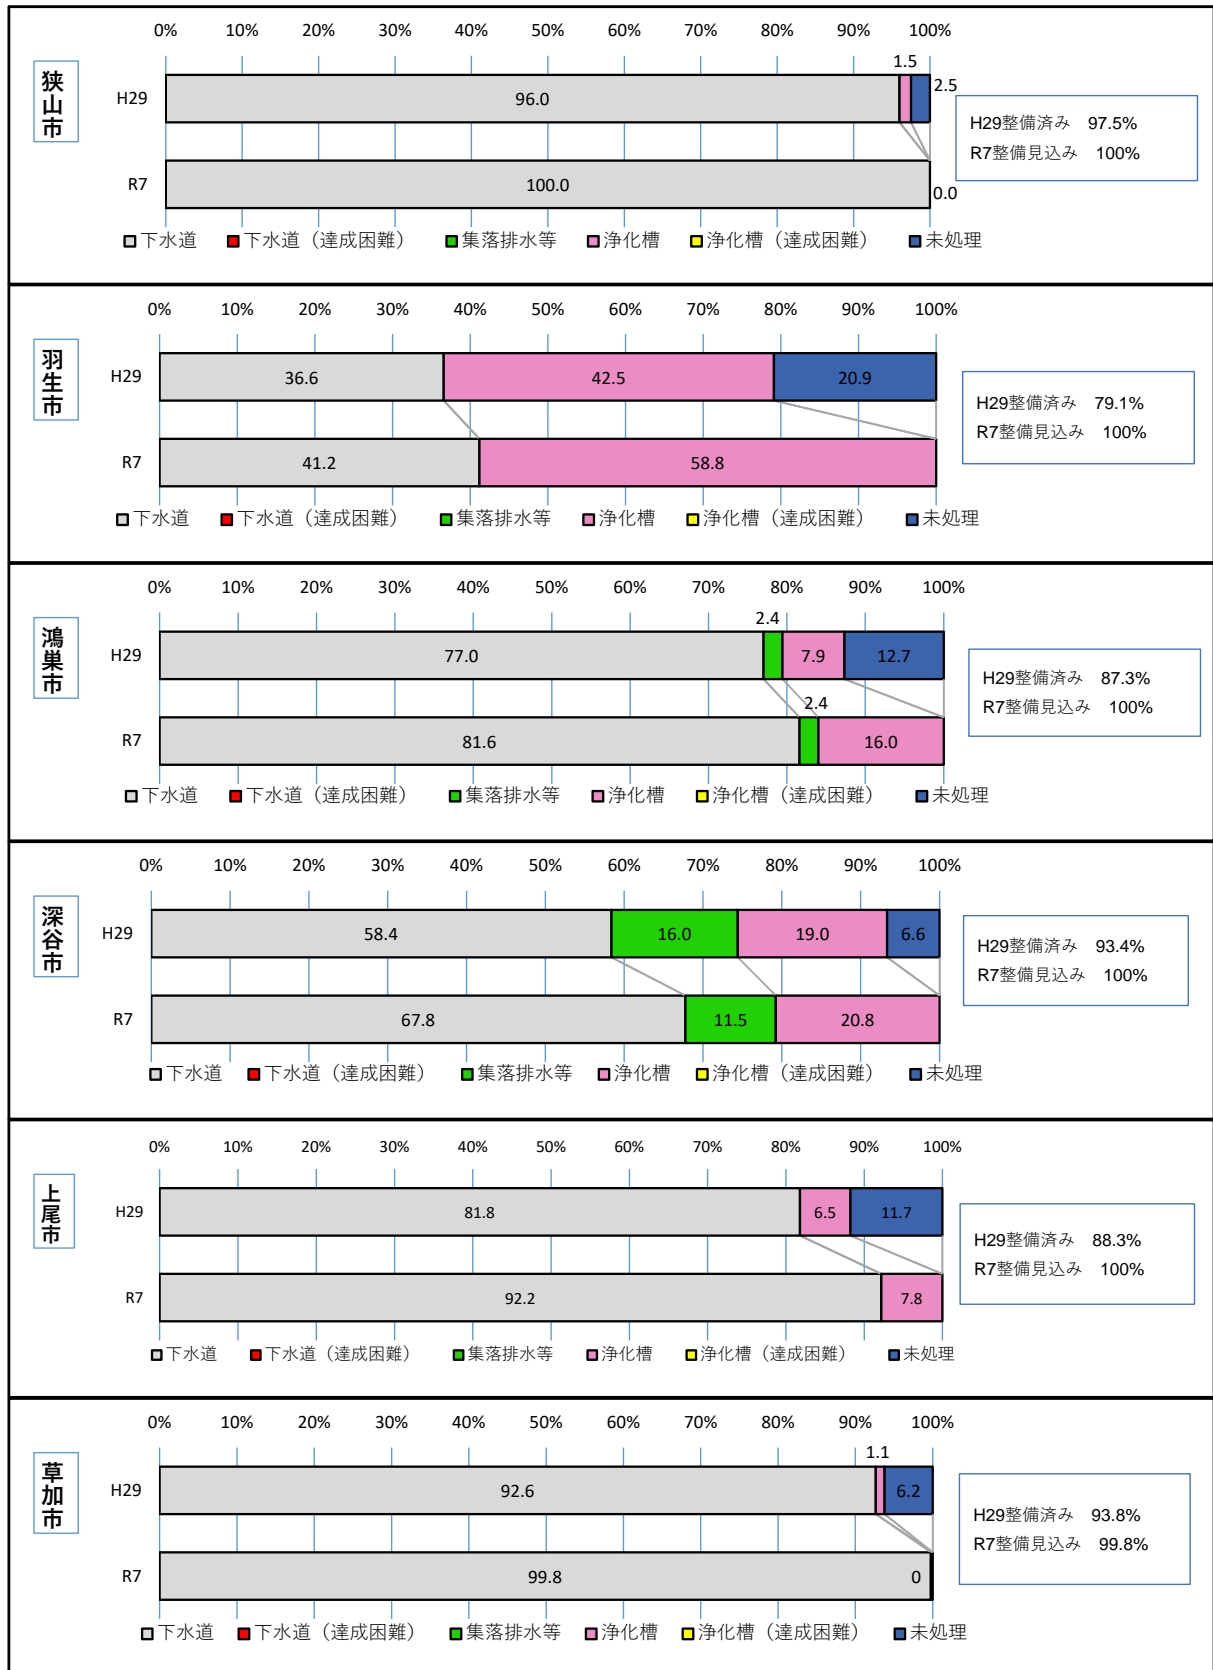 0% 10% 20% 30% 40% 50% 60% 70% 80% 90% 100%
狭山市
1.5
H29 96.0 2.5
H29整備済み 97.5%
R7整備見込み 100%
R7 100.0 0.0
下水道 下水道（達成困難） 集落排水等 浄化槽 浄化槽（達成困難） 未処理
0% 10% 20% 30% 40% 50% 60% 70% 80% 90% 100%
羽生市
H29 36.6 42.5 20.9
H29整備済み 79.1%
R7整備見込み 100%
R7 41.2 58.8
下水道 下水道（達成困難） 集落排水等 浄化槽 浄化槽（達成困難） 未処理
0% 10% 20% 30% 40% 50% 60% 70% 80% 90% 100%
鴻巣市
2.4
H29 77.0 7.9 12.7
H29整備済み 87.3%
R7整備見込み 100%
2.4
R7 81.6 16.0
下水道 下水道（達成困難） 集落排水等 浄化槽 浄化槽（達成困難） 未処理
0% 10% 20% 30% 40% 50% 60% 70% 80% 90% 100%
深谷市
H29 58.4 16.0 19.0 6.6
H29整備済み 93.4%
R7整備見込み 100%
R7 67.8 11.5 20.8
下水道 下水道（達成困難） 集落排水等 浄化槽 浄化槽（達成困難） 未処理
0% 10% 20% 30% 40% 50% 60% 70% 80% 90% 100%
上尾市
H29 81.8 6.5 11.7
H29整備済み 88.3%
R7整備見込み 100%
R7 92.2 7.8
下水道 下水道（達成困難） 集落排水等 浄化槽 浄化槽（達成困難） 未処理
0% 10% 20% 30% 40% 50% 60% 70% 80% 90% 100%
草加市
1.1
H29 92.6 6.2
H29整備済み 93.8%
R7整備見込み 99.8%
R7 99.8 0
下水道 下水道（達成困難） 集落排水等 浄化槽 浄化槽（達成困難） 未処理